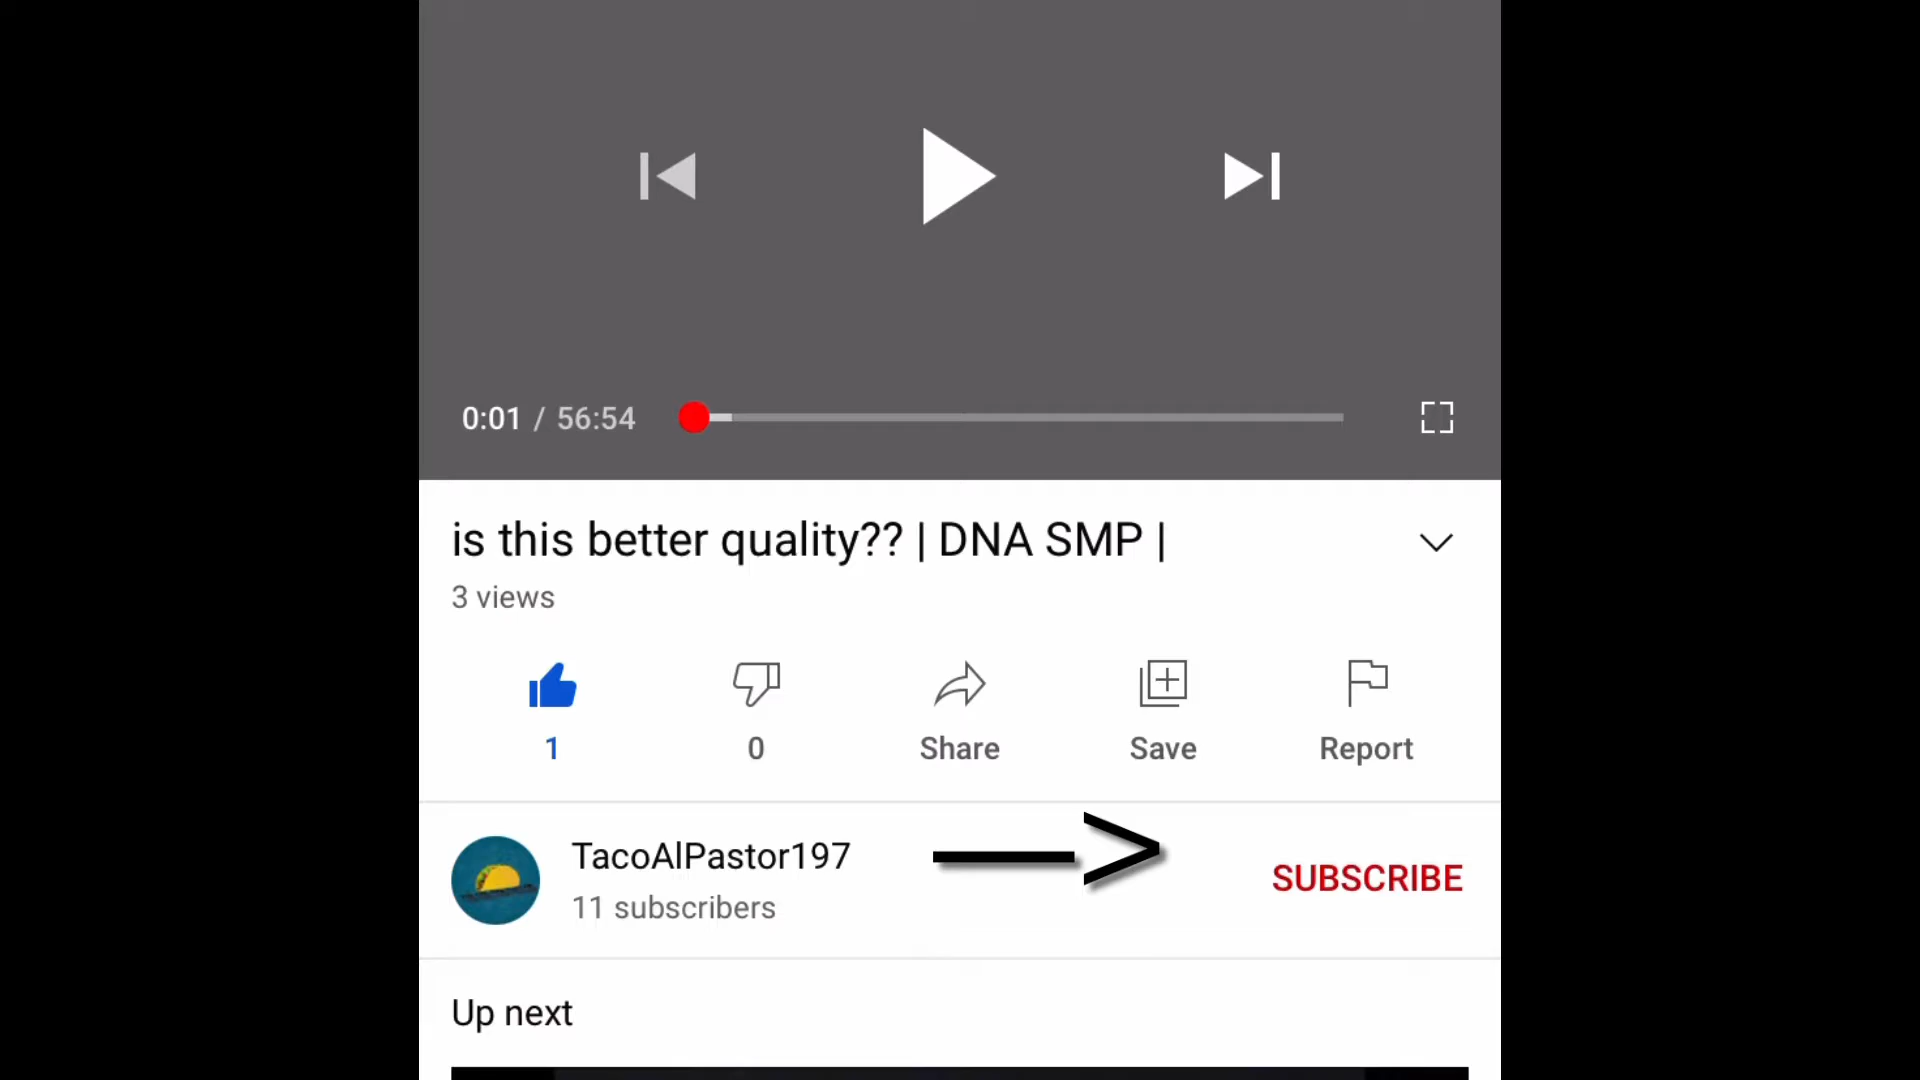 0:01 / 56:54
is this better quality?? | DNA SMP |
3 views
1
0
Share
Save
Report
TacoAlPastor197
11 subscribers
SUBSCRIBE
Up next